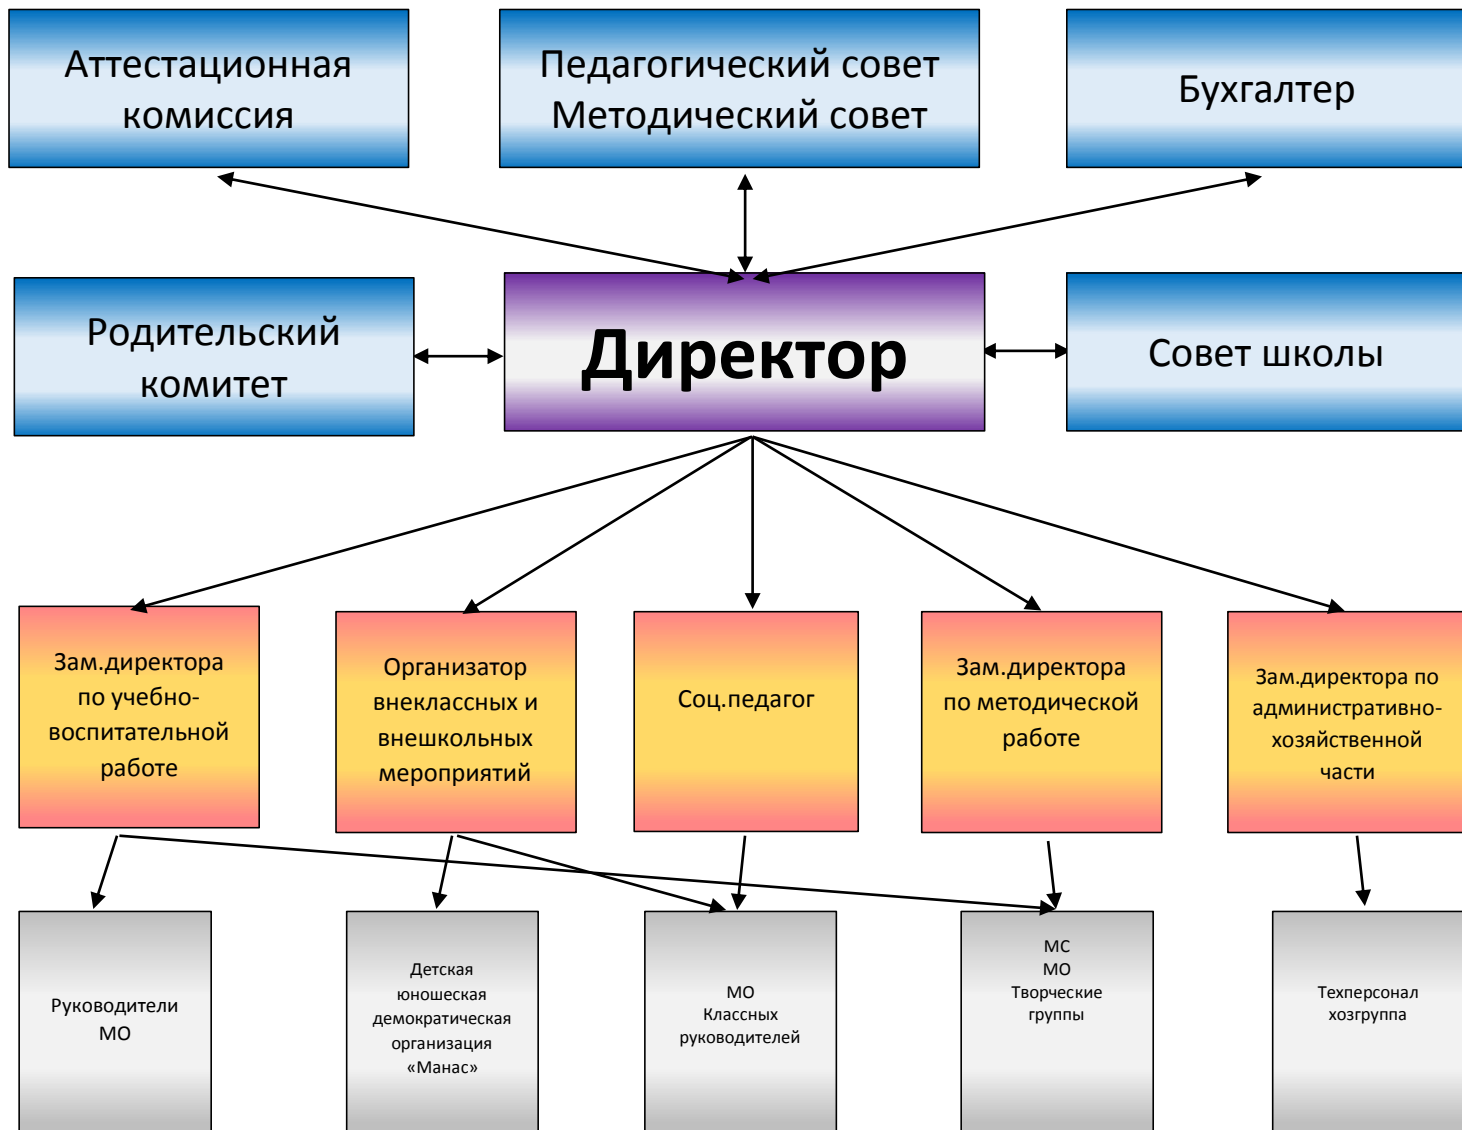 Аттестационная
комиссия
Педагогический совет
Методический совет
Бухгалтер
Родительский
комитет
Директор
Совет школы
Зам.директора
по учебно-
воспитательной
работе
Организатор
внеклассных и
внешкольных
мероприятий
Соц.педагог
Зам.директора
по методической
работе
Зам.директора по
административно-
хозяйственной
части
Руководители
МО
Детская
юношеская
демократическая
организация
«Манас»
МО
Классных
руководителей
МС
МО
Творческие
группы
Техперсонал
хозгруппа